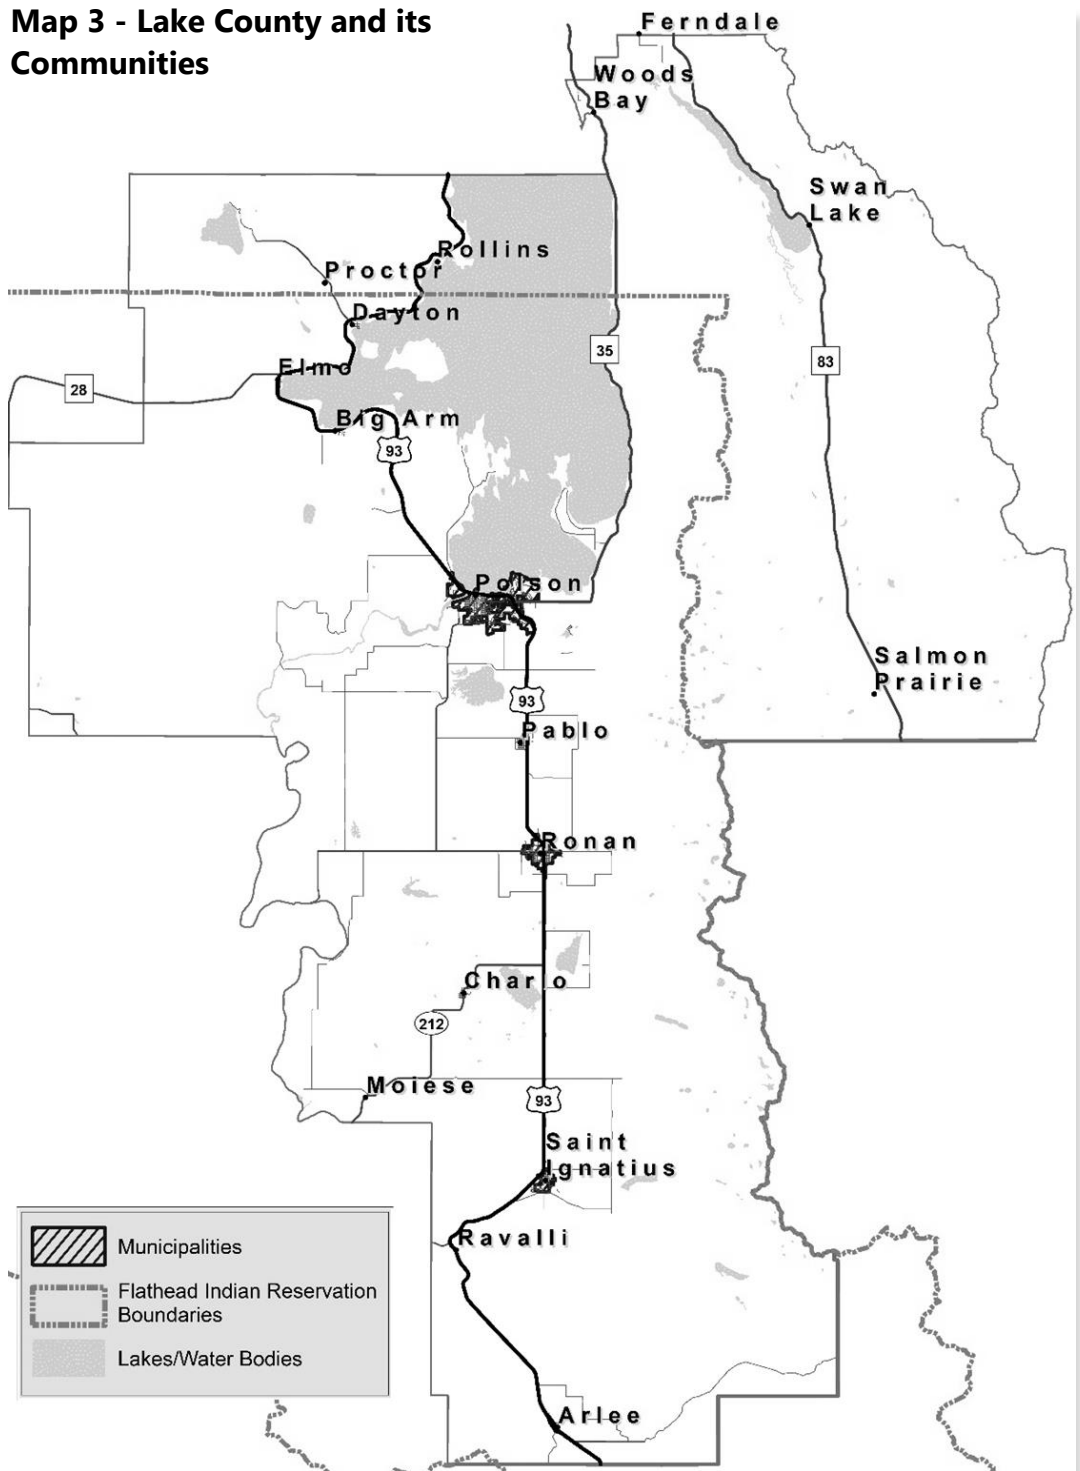 Map 3 - Lake County and its
Communities
Ferndale
Woods
Bay
Swan
Lake
Rollins
Proctor
Dayton
35
83
Elmo
28
Big Arm
93
Polson
Salmon
Prairie
93
Pablo
Ronan
Charlo
212
Moiese
93
Saint
Ignatius
Ravalli
Municipalities
Flathead Indian Reservation
Boundaries
Lakes/Water Bodies
Arlee